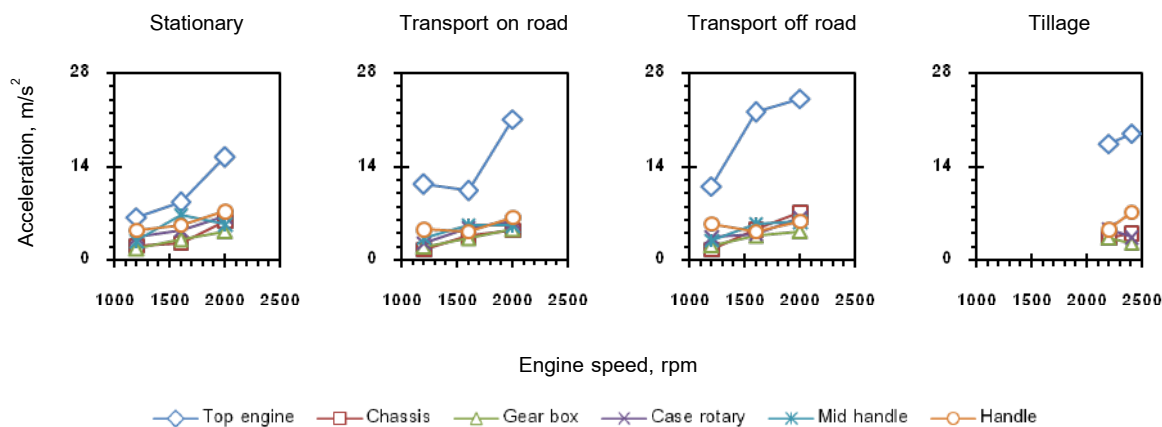 Stationary Transport on road Transport off road Tillage
28 28 28 28
Acceleration, m/s²
14 14 14 14
0 0 0 0
1000 1500 2000 2500 1000 1500 2000 2500 1000 1500 2000 2500 1000 1500 2000 2500
Engine speed, rpm
Top engine Chassis Gear box Case rotary Mid handle Handle